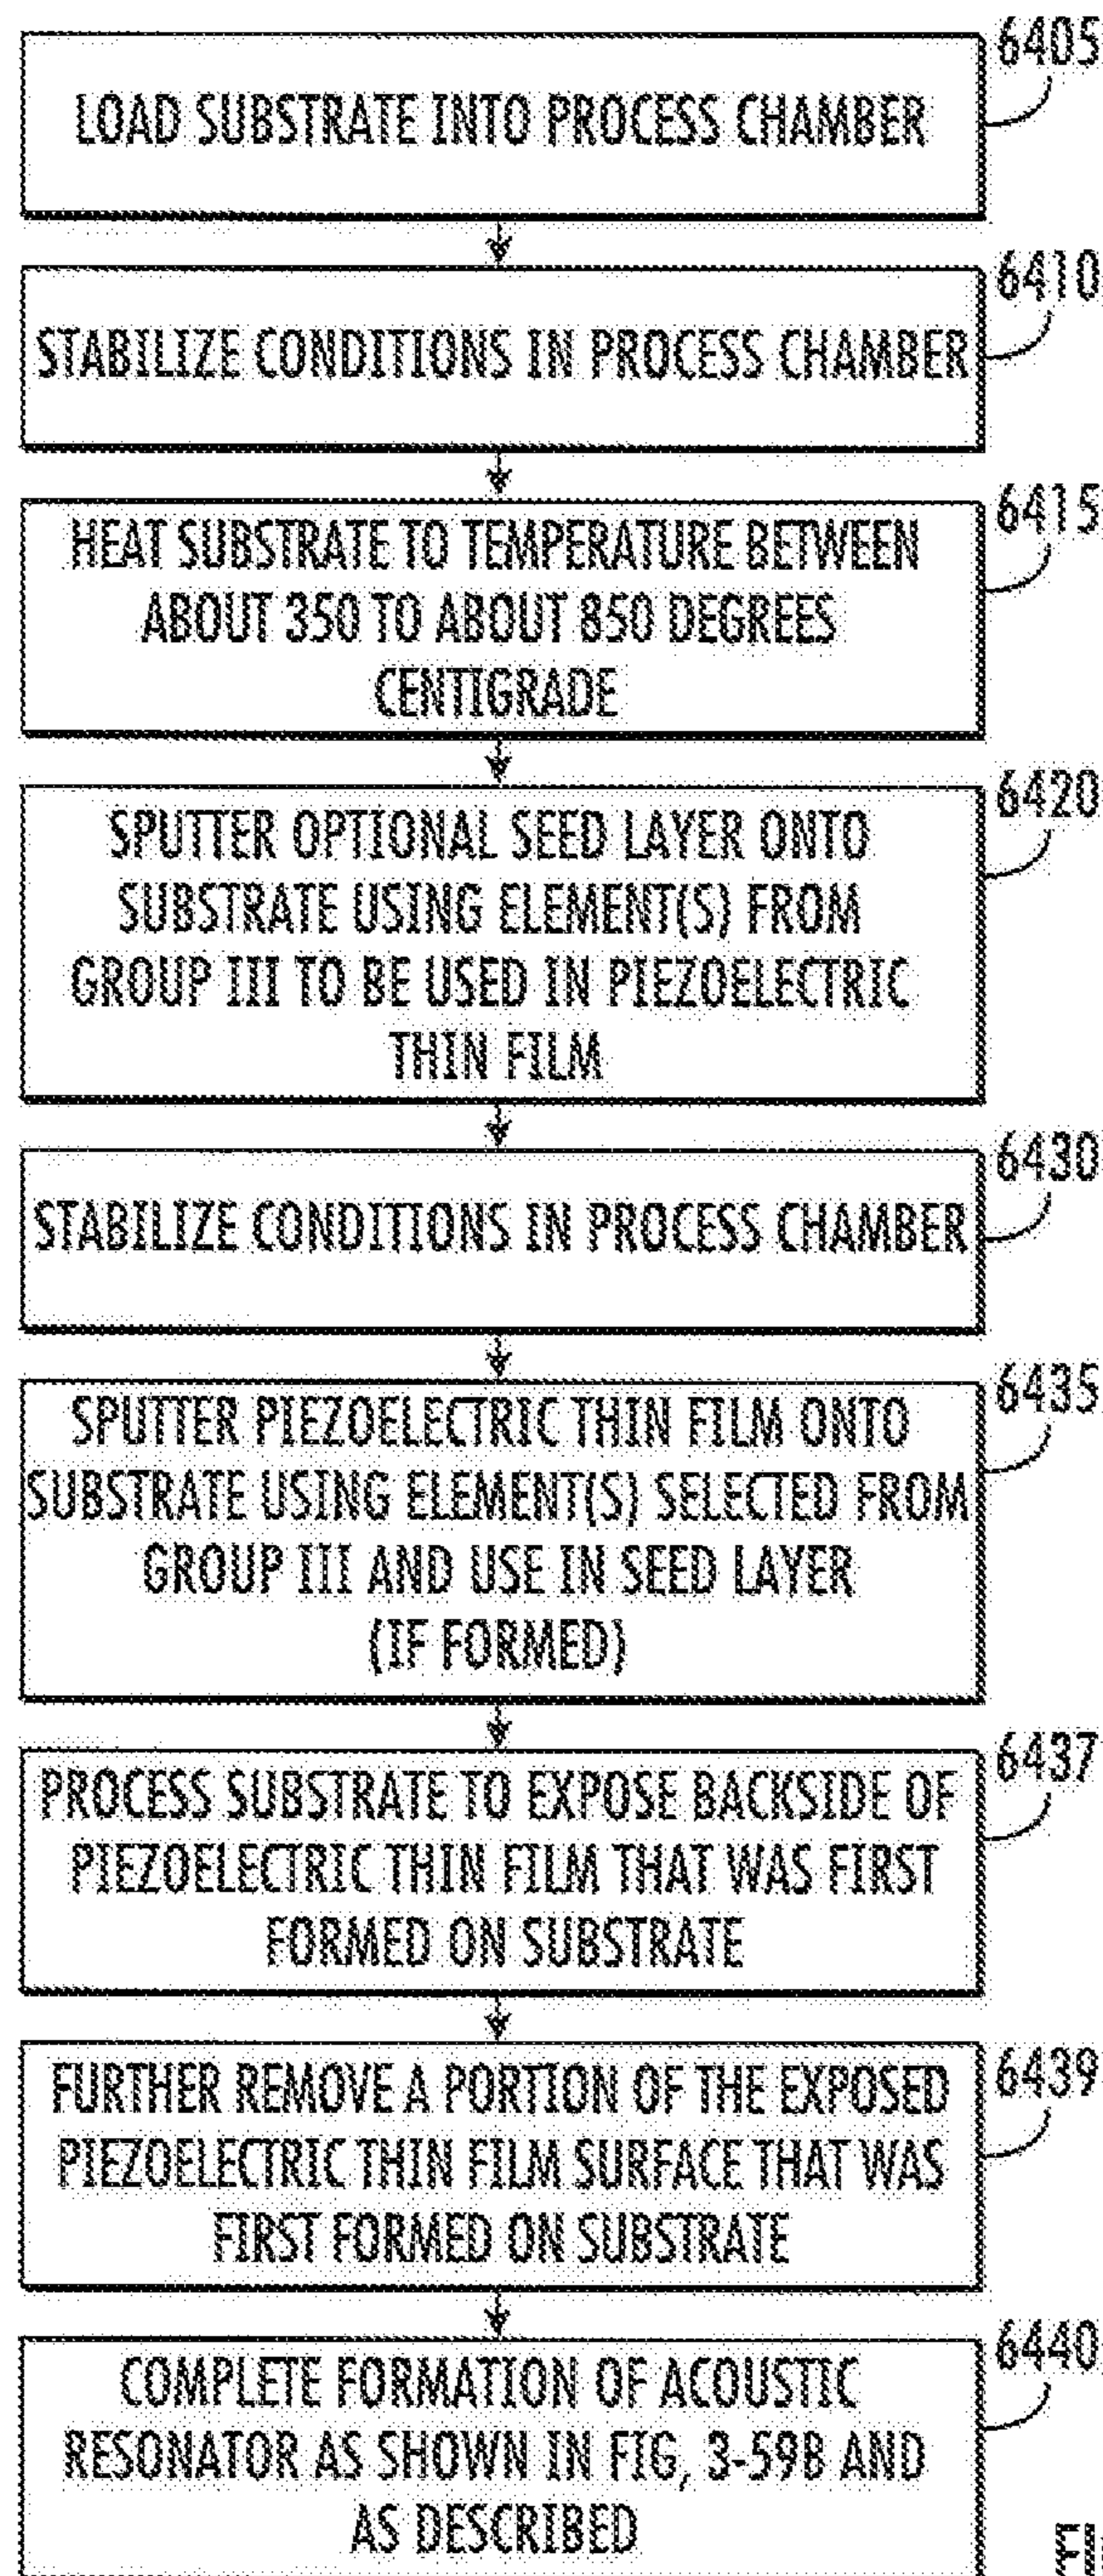 6405
LOAD SUBSTRATE INTO PROCESS CHAMBER
6410
STABILIZE CONDITIONS IN PROCESS CHAMBER
6415
HEAT SUBSTRATE TO TEMPERATURE BETWEEN
ABOUT 350 TO ABOUT 850 DEGREES
CENTIGRADE
6420
SPUTTER OPTIONAL SEED LAYER ONTO
SUBSTRATE USING ELEMENT(S) FROM
GROUP III TO BE USED IN PIEZOELECTRIC
THIN FILM
6430
STABILIZE CONDITIONS IN PROCESS CHAMBER
6435
SPUTTER PIEZOELECTRIC THIN FILM ONTO
SUBSTRATE USING ELEMENT(S) SELECTED FROM
GROUP III AND USE IN SEED LAYER
(IF FORMED)
6437
PROCESS SUBSTRATE TO EXPOSE BACKSIDE OF
PIEZOELECTRIC THIN FILM THAT WAS FIRST
FORMED ON SUBSTRATE
6439
FURTHER REMOVE A PORTION OF THE EXPOSED
PIEZOELECTRIC THIN FILM SURFACE THAT WAS
FIRST FORMED ON SUBSTRATE
6440
COMPLETE FORMATION OF ACOUSTIC
RESONATOR AS SHOWN IN FIG, 3-59B AND
AS DESCRIBED